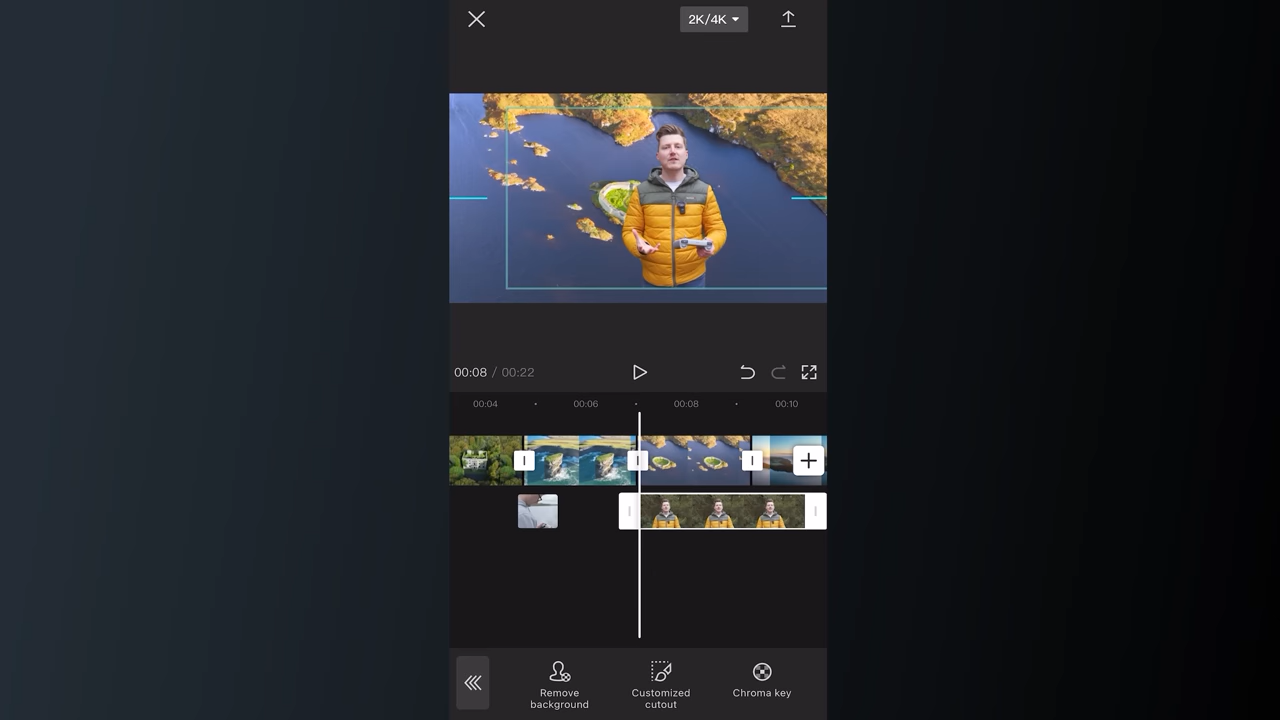 2K/4K
00:08 / 00:22
00:04
00:06
00:08
00:10
Remove
background
Customized
cutout
Chroma key